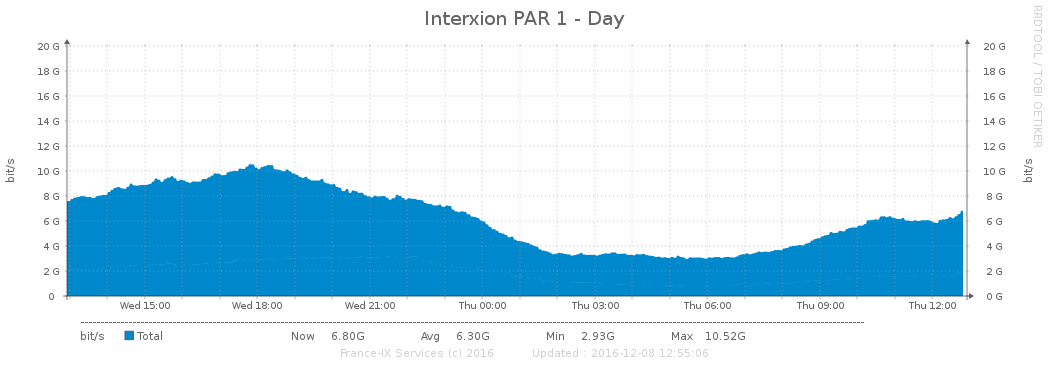 Interxion PAR 1 - Day
RRDTOOL / TOBI OETIKER
bit/s
bit/s
20 G 20 G
18 G 18 G
16 G 16 G
14 G 14 G
12 G 12 G
10 G 10 G
8 G 8 G
6 G 6 G
4 G 4 G
2 G 2 G
0 0 G
Wed 15:00 Wed 18:00 Wed 21:00 Thu 00:00 Thu 03:00 Thu 06:00 Thu 09:00 Thu 12:00
bit/s Total Now 6.80G Avg 6.30G Min 2.93G Max 10.52G
France-IX Services (c) 2016 Updated : 2016-12-08 12:55:06